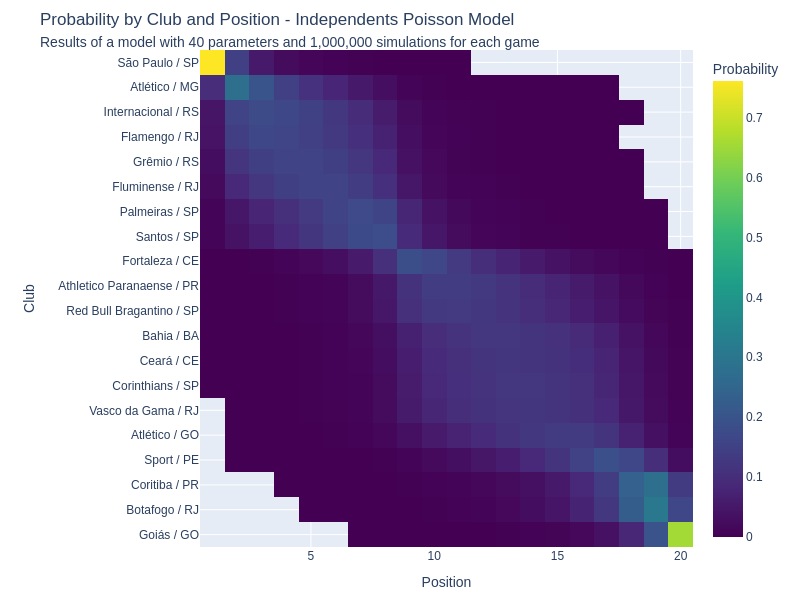 Probability by Club and Position - Independents Poisson Model
Results of a model with 40 parameters and 1,000,000 simulations for each game
Club
São Paulo / SP
Atlético / MG
Internacional / RS
Flamengo / RJ
Grêmio / RS
Fluminense / RJ
Palmeiras / SP
Santos / SP
Fortaleza / CE
Athletico Paranaense / PR
Red Bull Bragantino / SP
Bahia / BA
Ceará / CE
Corinthians / SP
Vasco da Gama / RJ
Atlético / GO
Sport / PE
Coritiba / PR
Botafogo / RJ
Goiás / GO
5
10
15
20
Position
Probability
0.7
0.6
0.5
0.4
0.3
0.2
0.1
0